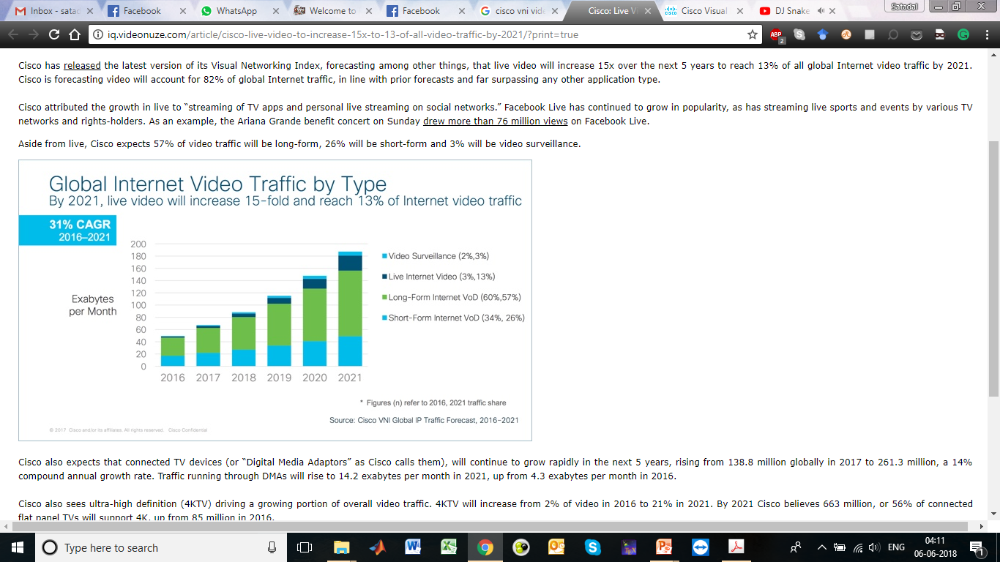 Inbox - satad
Facebook
WhatsApp
Welcome to
Facebook
cisco vni vide
Cisco: Live V
Cisco Visual
DJ Snake
Satadal
iq.videonuze.com/article/cisco-live-video-to-increase-15x-to-13-of-all-video-traffic-by-2021/?print=true
ABP
2
Cisco has released the latest version of its Visual Networking Index, forecasting among other things, that live video will increase 15x over the next 5 years to reach 13% of all global Internet video traffic by 2021.
Cisco is forecasting video will account for 82% of global Internet traffic, in line with prior forecasts and far surpassing any other application type.
Cisco attributed the growth in live to “streaming of TV apps and personal live streaming on social networks.” Facebook Live has continued to grow in popularity, as has streaming live sports and events by various TV
networks and rights-holders. As an example, the Ariana Grande benefit concert on Sunday drew more than 76 million views on Facebook Live.
Aside from live, Cisco expects 57% of video traffic will be long-form, 26% will be short-form and 3% will be video surveillance.
Global Internet Video Traffic by Type
By 2021, live video will increase 15-fold and reach 13% of Internet video traffic
31% CAGR
2016–2021
Exabytes
per Month
200
180
160
140
120
100
80
60
40
20
0
2016 2017 2018 2019 2020 2021
Video Surveillance (2%,3%)
Live Internet Video (3%,13%)
Long-Form Internet VoD (60%,57%)
Short-Form Internet VoD (34%, 26%)
* Figures (n) refer to 2016, 2021 traffic share
Source: Cisco VNI Global IP Traffic Forecast, 2016-2021
© 2017 Cisco and/or its affiliates. All rights reserved. Cisco Confidential
Cisco also expects that connected TV devices (or “Digital Media Adaptors” as Cisco calls them), will continue to grow rapidly in the next 5 years, rising from 138.8 million globally in 2017 to 261.3 million, a 14%
compound annual growth rate. Traffic running through DMAs will rise to 14.2 exabytes per month in 2021, up from 4.3 exabytes per month in 2016.
Cisco also sees ultra-high definition (4KTV) driving a growing portion of overall video traffic. 4KTV will increase from 2% of video in 2016 to 21% in 2021. By 2021 Cisco believes 663 million, or 56% of connected
flat panel TVs will support 4K, up from 85 million in 2016.
Type here to search
ENG
04:11
06-06-2018
1